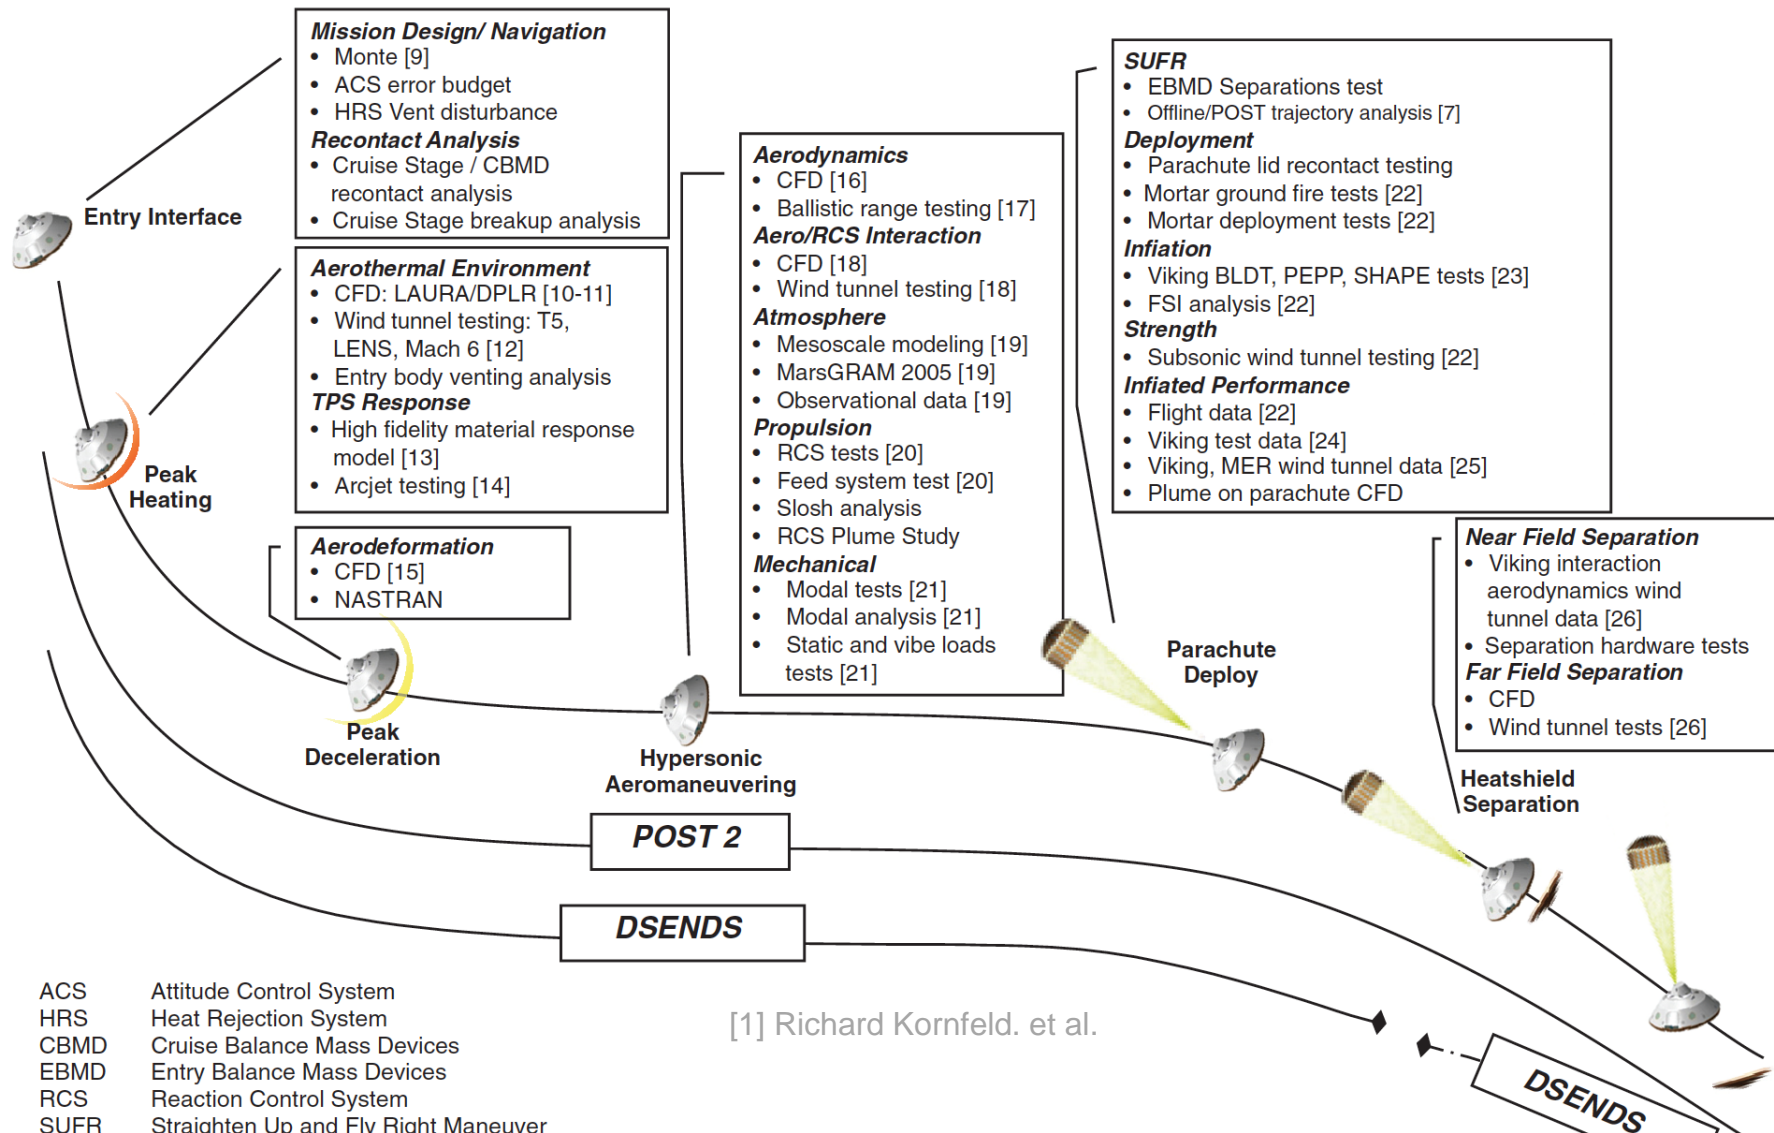 Mission Design/ Navigation
• Monte [9]
• ACS error budget
• HRS Vent disturbance
Recontact Analysis
• Cruise Stage / CBMD
recontact analysis
• Cruise Stage breakup analysis
Entry Interface
Aerothermal Environment
• CFD: LAURA/DPLR [10-11]
• Wind tunnel testing: T5,
LENS, Mach 6 [12]
• Entry body venting analysis
TPS Response
• High fidelity material response
model [13]
• Arcjet testing [14]
Peak
Heating
Aerodeformation
• CFD [15]
• NASTRAN
Peak
Deceleration
Aerodynamics
• CFD [16]
• Ballistic range testing [17]
Aero/RCS Interaction
• CFD [18]
• Wind tunnel testing [18]
Atmosphere
• Mesoscale modeling [19]
• MarsGRAM 2005 [19]
• Observational data [19]
Propulsion
• RCS tests [20]
• Feed system test [20]
• Slosh analysis
• RCS Plume Study
Mechanical
• Modal tests [21]
• Modal analysis [21]
• Static and vibe loads
tests [21]
Hypersonic
Aeromaneuvering
SUFR
• EBMD Separations test
• Offline/POST trajectory analysis [7]
Deployment
• Parachute lid recontact testing
• Mortar ground fire tests [22]
• Mortar deployment tests [22]
Infiation
• Viking BLDT, PEPP, SHAPE tests [23]
• FSI analysis [22]
Strength
• Subsonic wind tunnel testing [22]
Infiated Performance
• Flight data [22]
• Viking test data [24]
• Viking, MER wind tunnel data [25]
• Plume on parachute CFD
Parachute
Deploy
Near Field Separation
• Viking interaction
aerodynamics wind
tunnel data [26]
• Separation hardware tests
Far Field Separation
• CFD
• Wind tunnel tests [26]
Heatshield
Separation
POST 2
DSENDS
DSENDS
[1] Richard Kornfeld. et al.
ACS Attitude Control System
HRS Heat Rejection System
CBMD Cruise Balance Mass Devices
EBMD Entry Balance Mass Devices
RCS Reaction Control System
SUFR Straighten Up and Fly Right Maneuver